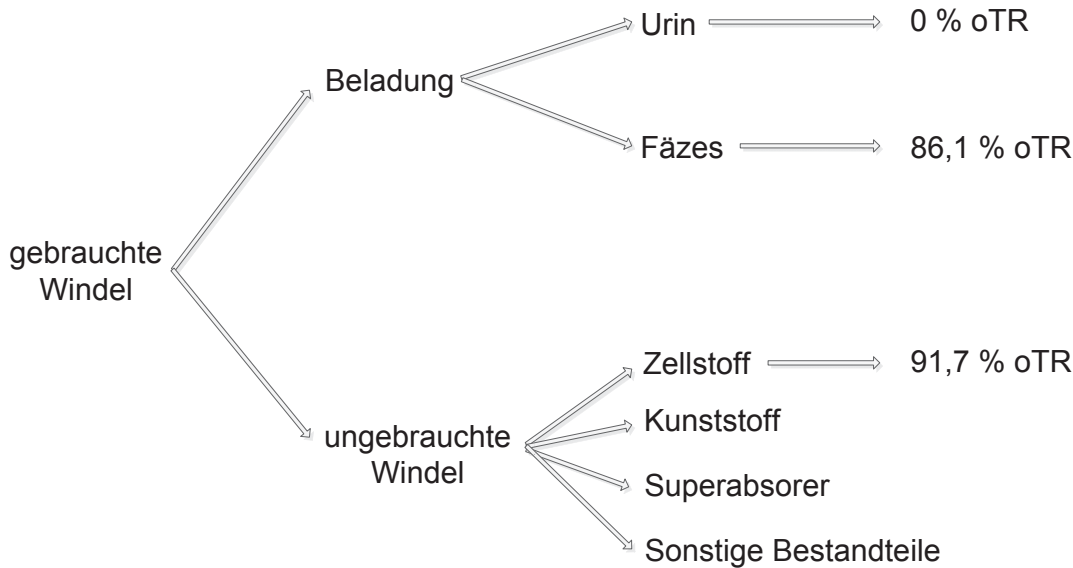 Urin
0 % oTR
Beladung
Fäzes
86,1 % oTR
gebrauchte
Windel
Zellstoff
91,7 % oTR
Kunststoff
ungebrauchte
Windel
Superabsorer
Sonstige Bestandteile